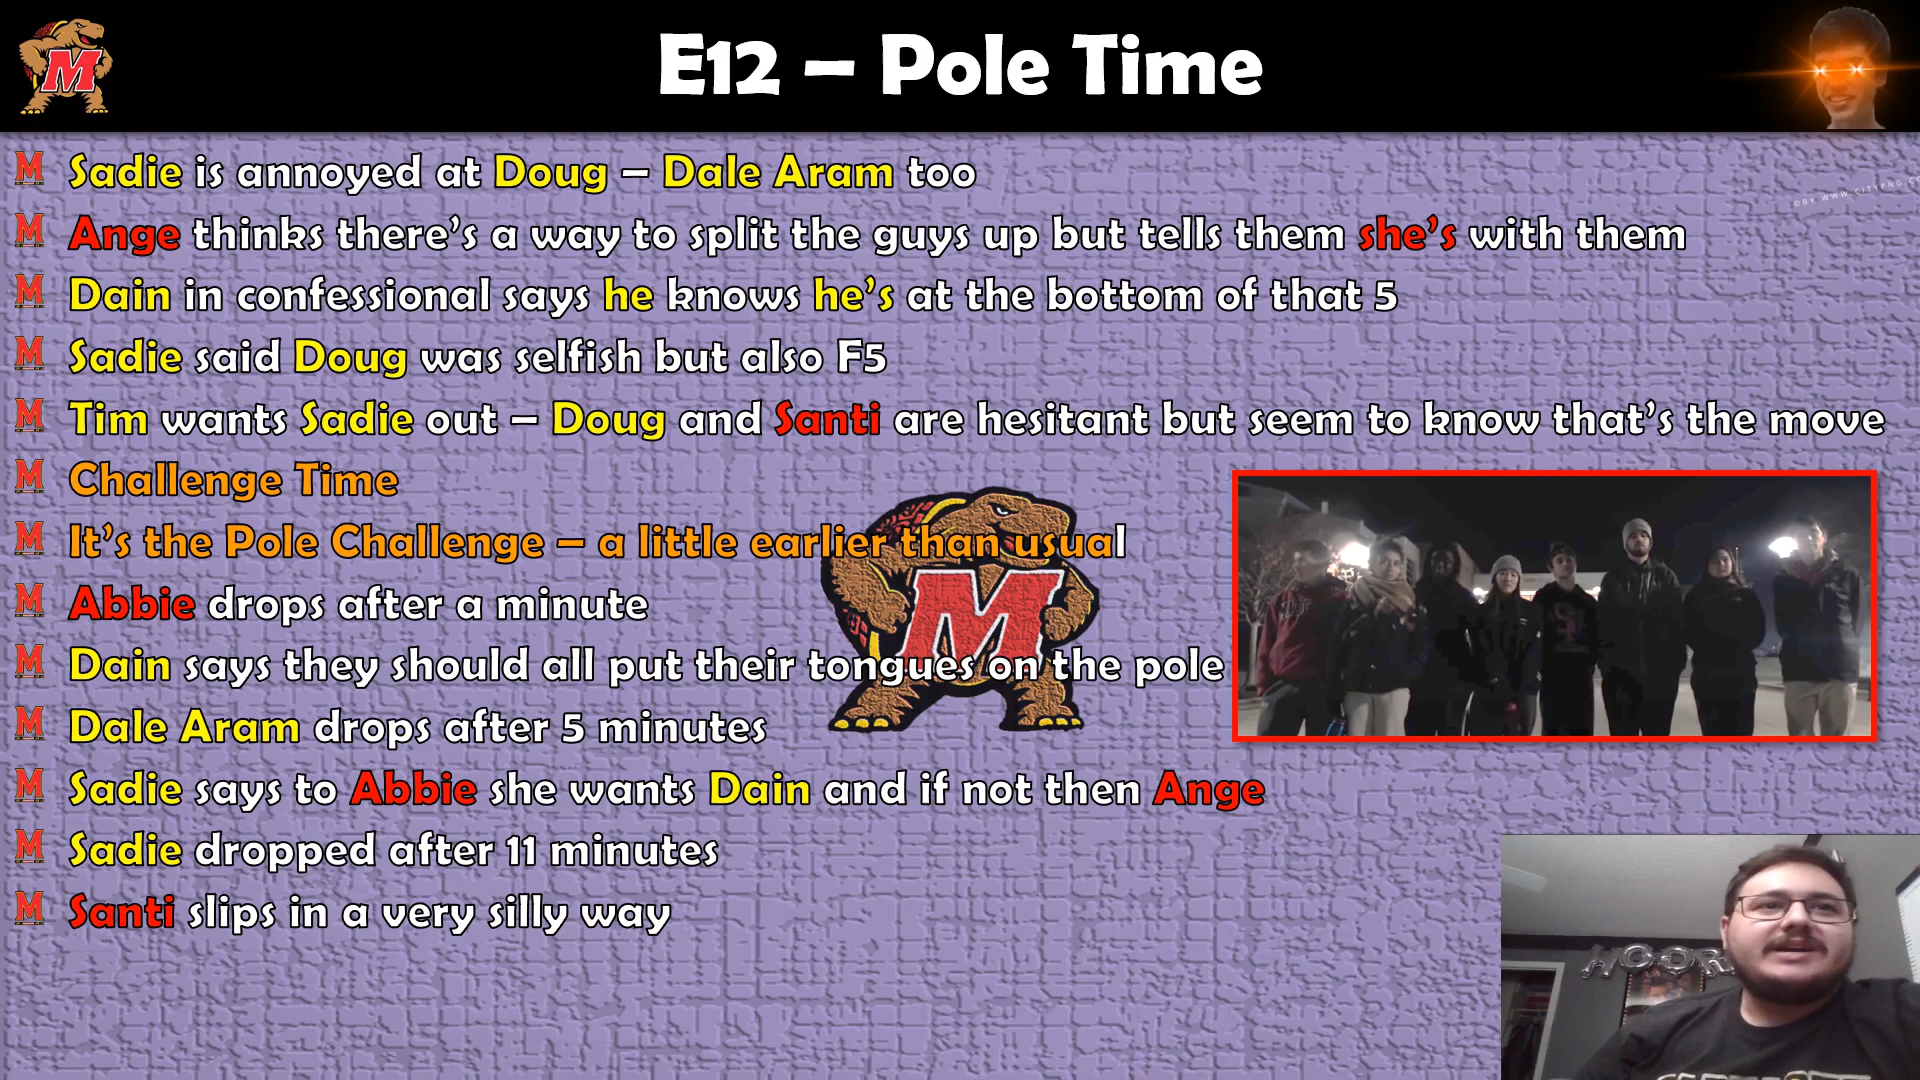 E12 – Pole Time
©BY WWW.CITYPNG.CO
Sadie is annoyed at Doug – Dale Aram too
Ange thinks there's a way to split the guys up but tells them she's with them
Dain in confessional says he knows he's at the bottom of that 5
Sadie said Doug was selfish but also F5
Tim wants Sadie out – Doug and Santi are hesitant but seem to know that's the move
Challenge Time
It's the Pole Challenge – a little earlier than usual
Abbie drops after a minute
Dain says they should all put their tongues on the pole
Dale Aram drops after 5 minutes
Sadie says to Abbie she wants Dain and if not then Ange
Sadie dropped after 11 minutes
Santi slips in a very silly way
M
M
HOOR